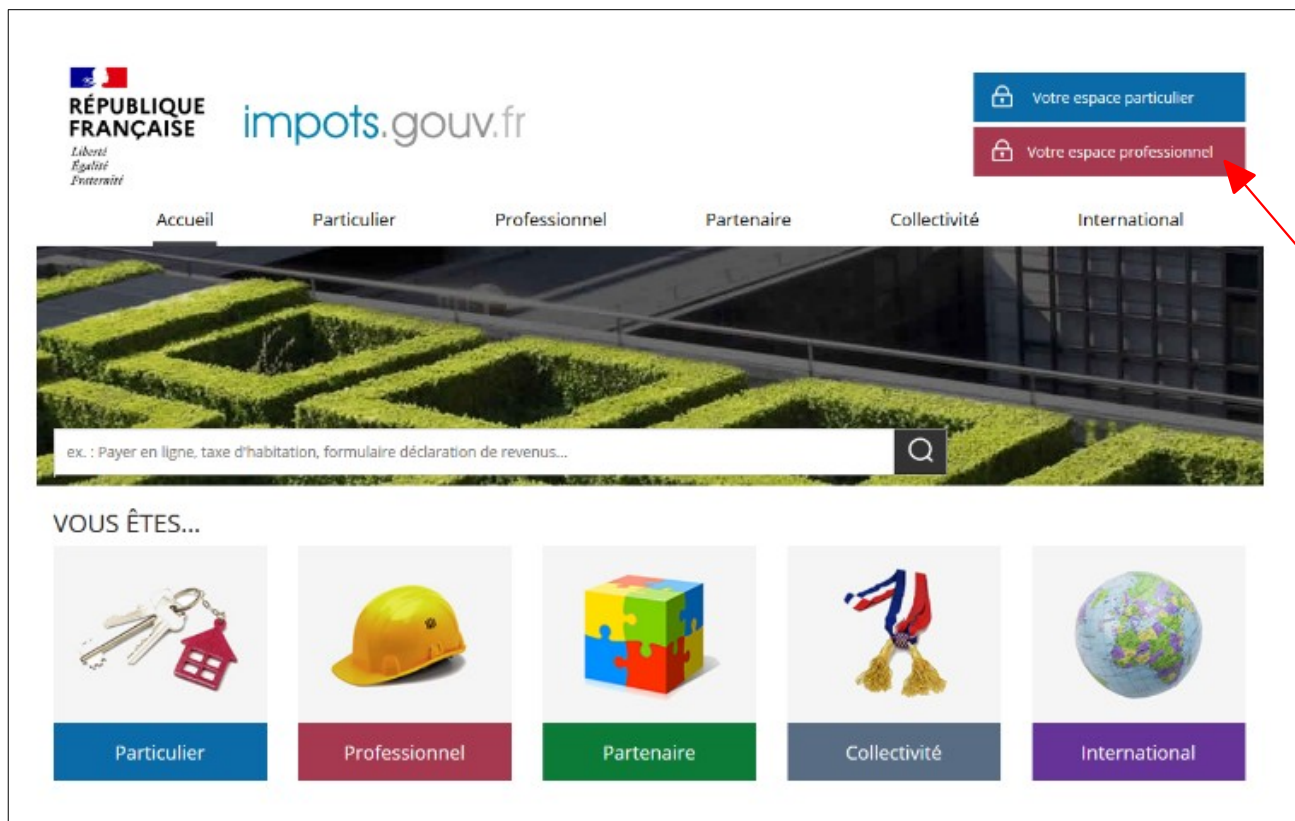 RÉPUBLIQUE
FRANÇAISE
Liberté
Égalité
Fraternité
impots.gouv.fr
Votre espace particulier
Votre espace professionnel
Accueil Particulier Professionnel Partenaire Collectivité International
ex. : Payer en ligne, taxe d'habitation, formulaire déclaration de revenus...
VOUS ÊTES...
Particulier Professionnel Partenaire Collectivité International